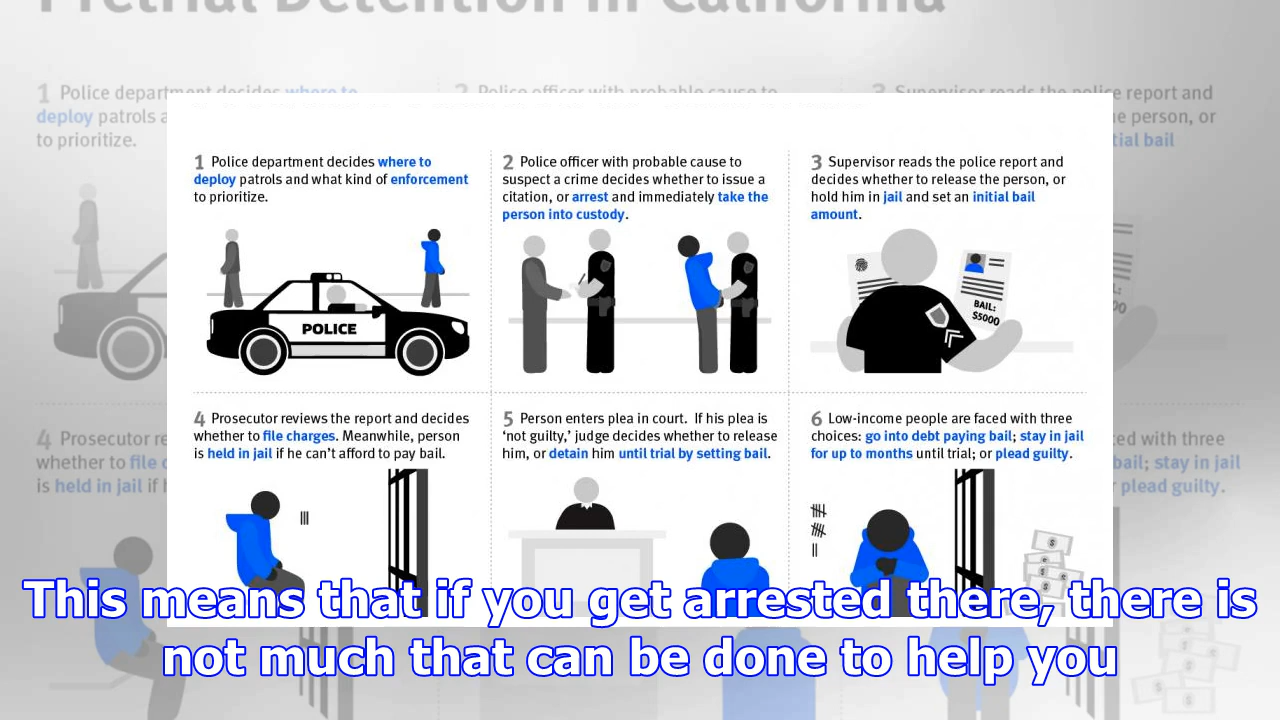 Pretrial Detention in California
1 Police department decides where to
deploy patrols and what kind of enforcement
to prioritize.
2 Police officer with probable cause to
suspect a crime decides whether to issue a
citation, or arrest and immediately take the
person into custody.
3 Supervisor reads the police report and
decides whether to release the person, or
hold him in jail and set an initial bail
amount.
POLICE
BAIL:
$5000
4 Prosecutor reviews the report and decides
whether to file charges. Meanwhile, person
is held in jail if he can't afford to pay bail.
5 Person enters plea in court. If his plea is
'not guilty,' judge decides whether to release
him, or detain him until trial by setting bail.
6 Low-income people are faced with three
choices: go into debt paying bail; stay in jail
for up to months until trial; or plead guilty.
This means that if you get arrested there, there is
not much that can be done to help you